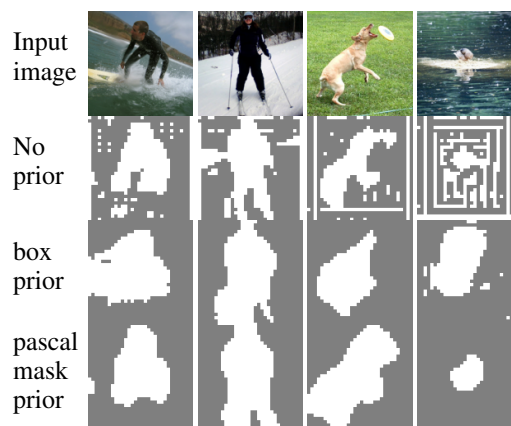 Input
image
No
prior
box
prior
pascal
mask
prior